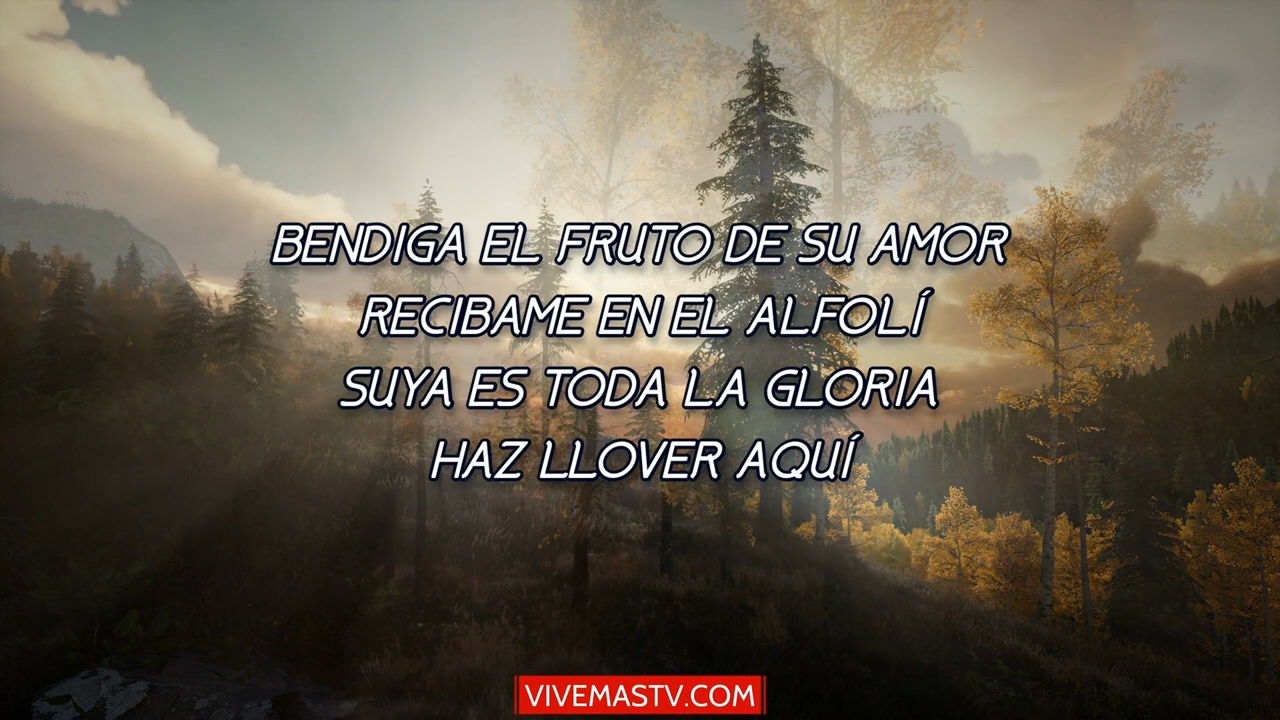 BENDIGA EL FRUTO DE SU AMOR
RECIBAME EN EL ALFOLÍ
SUYA ES TODA LA GLORIA
HAZ LLOVER AQUÍ
VIVEMASTV.COM